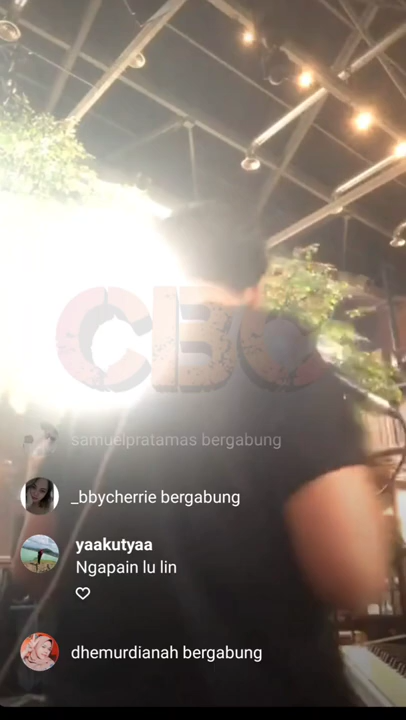 CBC
samuelpratamas bergabung
_bbycherrie bergabung
yaakutyaa
Ngapain lu lin
dhemurdianah bergabung